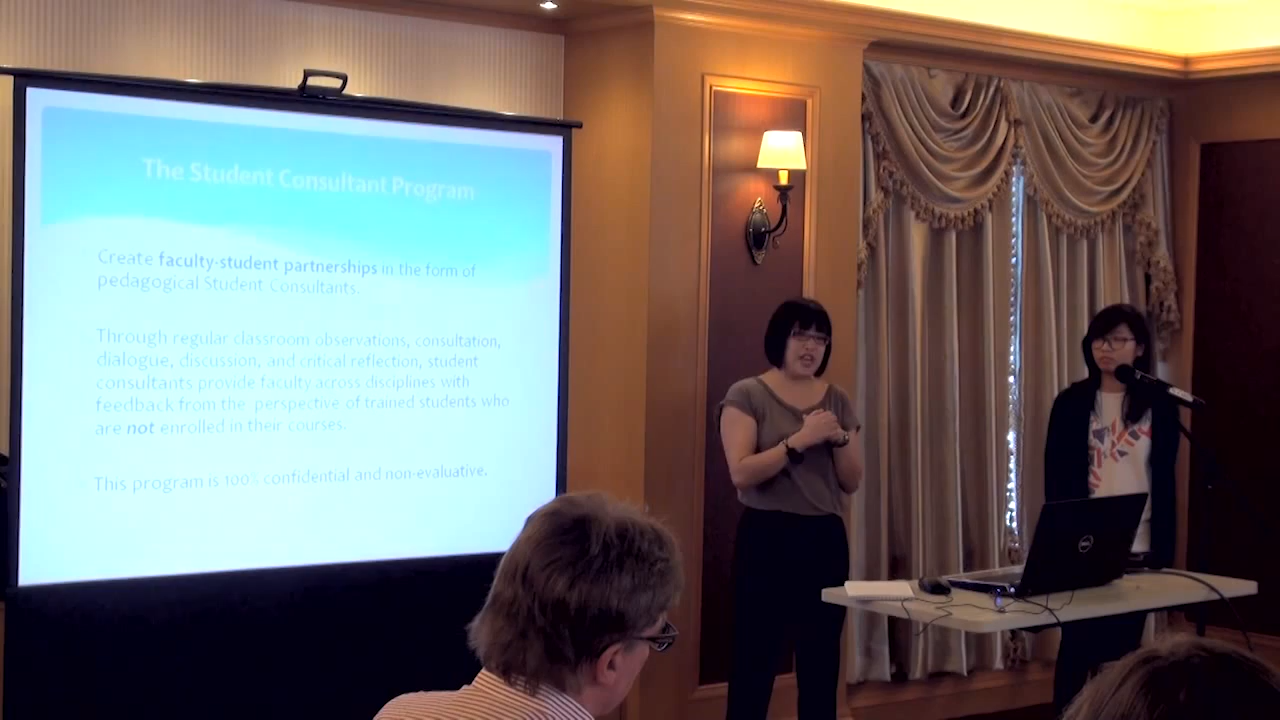 The Student Consultant Program
Create faculty-student partnerships in the form of
pedagogical Student Consultants.
Through regular classroom observations, consultation,
dialogue, discussion, and critical reflection, student
consultants provide faculty across disciplines with
feedback from the perspective of trained students who
are not enrolled in their courses.
This program is 100% confidential and non-evaluative.
DELL